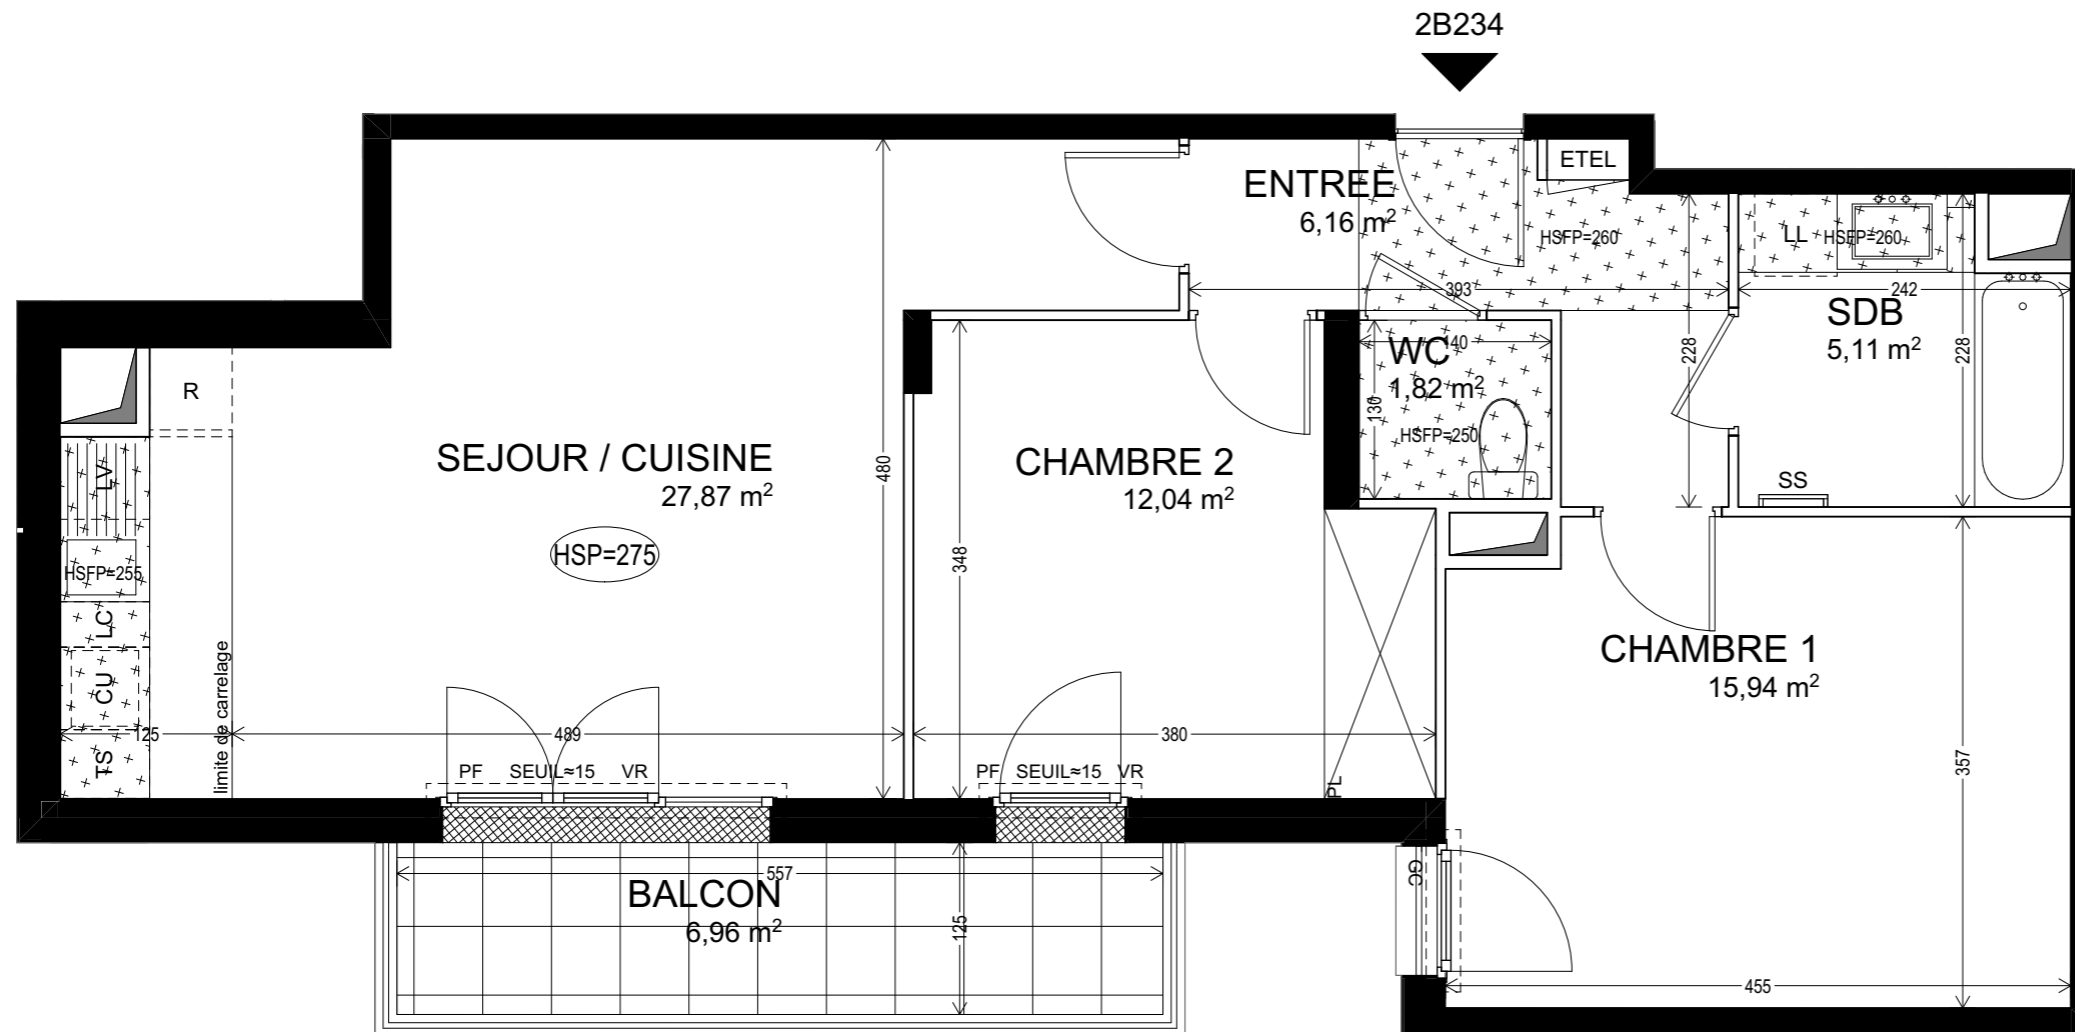 2B234
ETEL
ENTREE
6,16 m²
HSFP=260
LL
HSFP=260
393
242
SDB
5,11 m²
228
228
WC
140
1,82 m²
130
HSFP=250
SS
R
SEJOUR / CUISINE
27,87 m²
480
HSP=275
CHAMBRE 2
12,04 m²
348
LV
HSFP=255
LC
CU
TS
limite de carrelage
125
489
380
CHAMBRE 1
15,94 m²
357
PF SEUIL≈15 VR
PF SEUIL≈15 VR
PL
GC
557
BALCON
6,96 m²
125
455